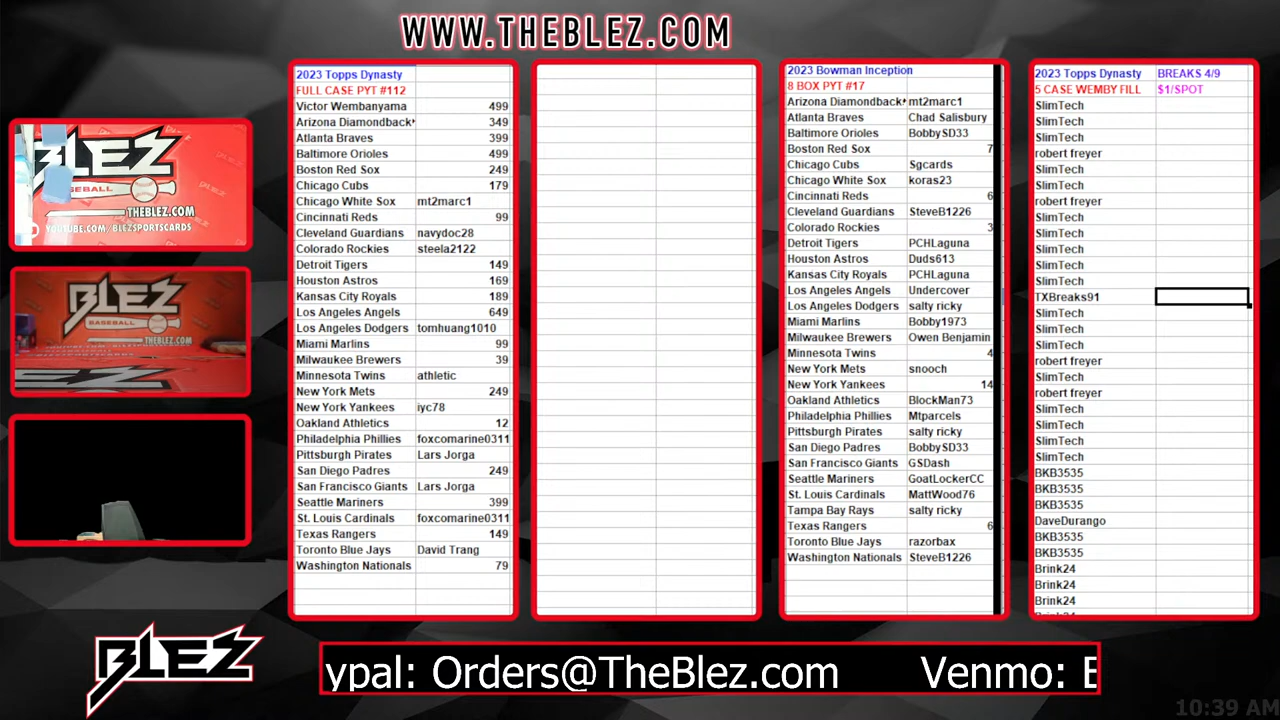 WWW.THEBLEZ.COM
BLEZ
BASEBALL
THEBLEZ.COM
YOUTUBE.COM/BLEZSPORTSCARDS
BLEZ
BASEBALL
THEBLEZ.COM
2023 Topps Dynasty
FULL CASE PYT #112
Victor Wembanyama 499
Arizona Diamondback 349
Atlanta Braves 399
Baltimore Orioles 499
Boston Red Sox 249
Chicago Cubs 179
Chicago White Sox mt2marc1
Cincinnati Reds 99
Cleveland Guardians navydoc28
Colorado Rockies steela2122
Detroit Tigers 149
Houston Astros 169
Kansas City Royals 189
Los Angeles Angels 649
Los Angeles Dodgers tomhuang1010
Miami Marlins 99
Milwaukee Brewers 39
Minnesota Twins athletic
New York Mets 249
New York Yankees iyc78
Oakland Athletics 12
Philadelphia Phillies foxcomarine0311
Pittsburgh Pirates Lars Jorga
San Diego Padres 249
San Francisco Giants Lars Jorga
Seattle Mariners 399
St. Louis Cardinals foxcomarine0311
Texas Rangers 149
Toronto Blue Jays David Trang
Washington Nationals 79
2023 Bowman Inception
8 BOX PYT #17
Arizona Diamondback mt2marc1
Atlanta Braves Chad Salisbury
Baltimore Orioles BobbySD33
Boston Red Sox 7
Chicago Cubs Sgcards
Chicago White Sox koras23
Cincinnati Reds 6
Cleveland Guardians SteveB1226
Colorado Rockies 3
Detroit Tigers PCHLaguna
Houston Astros Duds613
Kansas City Royals PCHLaguna
Los Angeles Angels Undercover
Los Angeles Dodgers salty ricky
Miami Marlins Bobby1973
Milwaukee Brewers Owen Benjamin
Minnesota Twins 4
New York Mets snooch
New York Yankees 14
Oakland Athletics BlockMan73
Philadelphia Phillies Mtparcels
Pittsburgh Pirates salty ricky
San Diego Padres BobbySD33
San Francisco Giants GSDash
Seattle Mariners GoatLockerCC
St. Louis Cardinals MattWood76
Tampa Bay Rays salty ricky
Texas Rangers 6
Toronto Blue Jays razorbax
Washington Nationals SteveB1226
2023 Topps Dynasty BREAKS 4/9
5 CASE WEMBY FILL $1/SPOT
SlimTech
SlimTech
SlimTech
robert freyer
SlimTech
SlimTech
robert freyer
SlimTech
SlimTech
SlimTech
SlimTech
SlimTech
TXBreaks91
SlimTech
SlimTech
SlimTech
robert freyer
SlimTech
robert freyer
SlimTech
SlimTech
SlimTech
SlimTech
BKB3535
BKB3535
BKB3535
DaveDurango
BKB3535
BKB3535
Brink24
Brink24
Brink24
BLEZ
ypal: Orders@TheBlez.com Venmo: B
10:39 AM